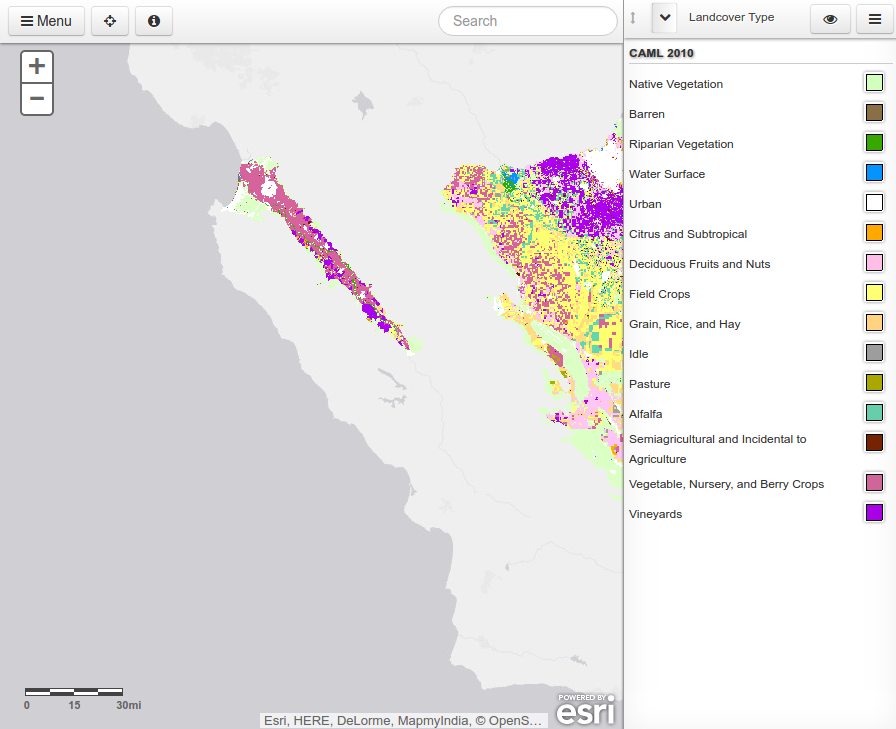 Menu
Search
Landcover Type
+
−
CAML 2010
Native Vegetation
Barren
Riparian Vegetation
Water Surface
Urban
Citrus and Subtropical
Deciduous Fruits and Nuts
Field Crops
Grain, Rice, and Hay
Idle
Pasture
Alfalfa
Semiagricultural and Incidental to
Agriculture
Vegetable, Nursery, and Berry Crops
Vineyards
0 15 30mi
POWERED BY
esri
Esri, HERE, DeLorme, MapmyIndia, © OpenS...